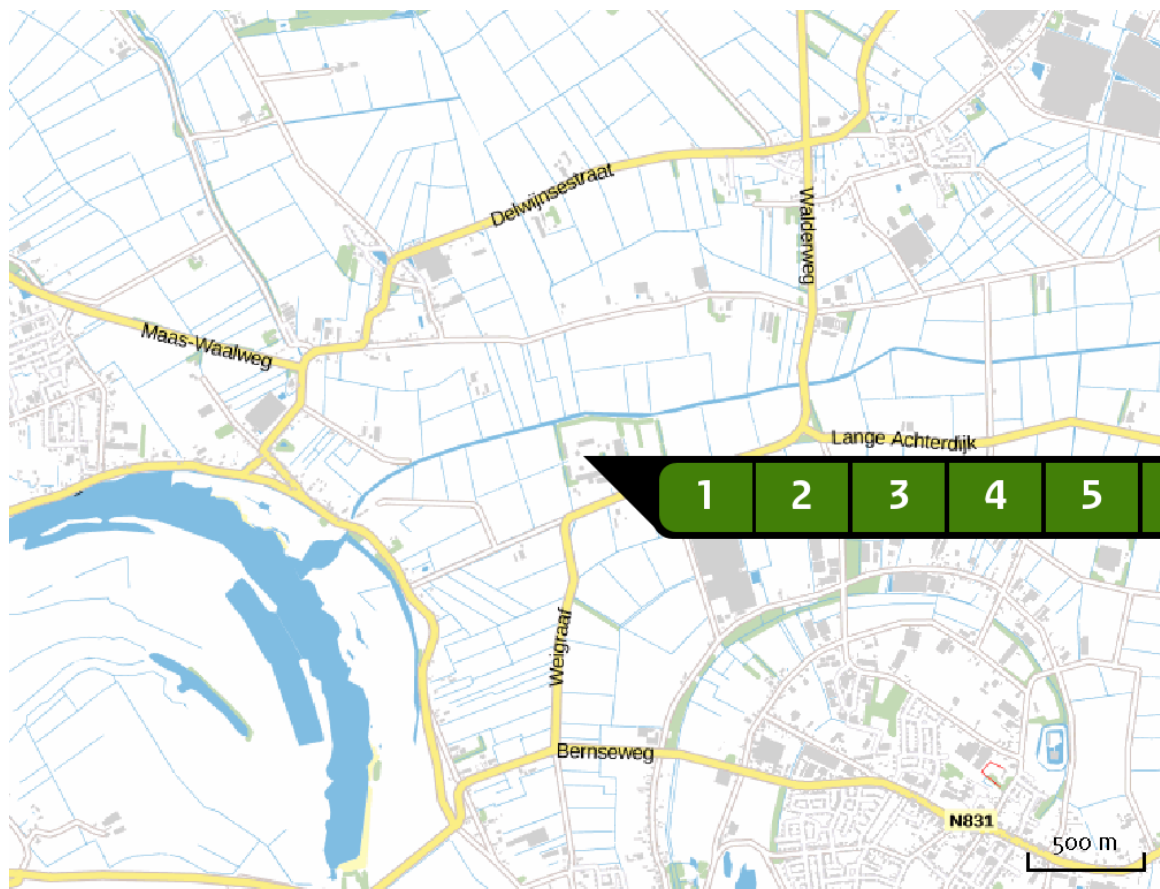 Delwijnsestraat
Walderweg
Maas-Waalweg
Lange Achterdijk
1 2 3 4 5
Weigraaf
Bernseweg
N831
500 m